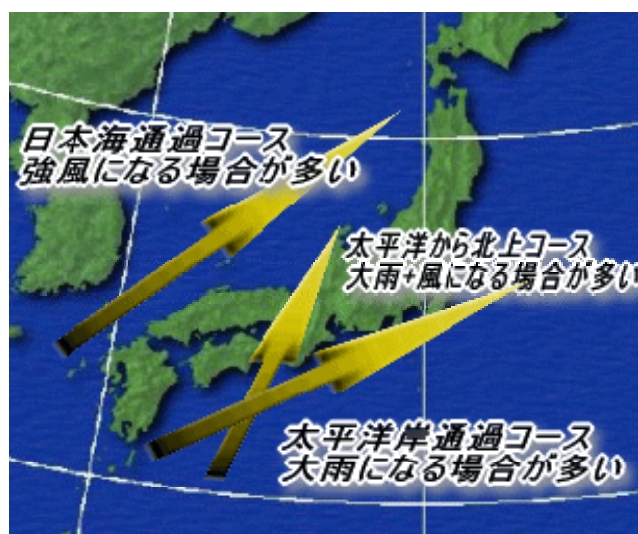 日本海通過コース
強風になる場合が多い
太平洋から北上コース
大雨+風になる場合が多い
太平洋岸通過コース
大雨になる場合が多い